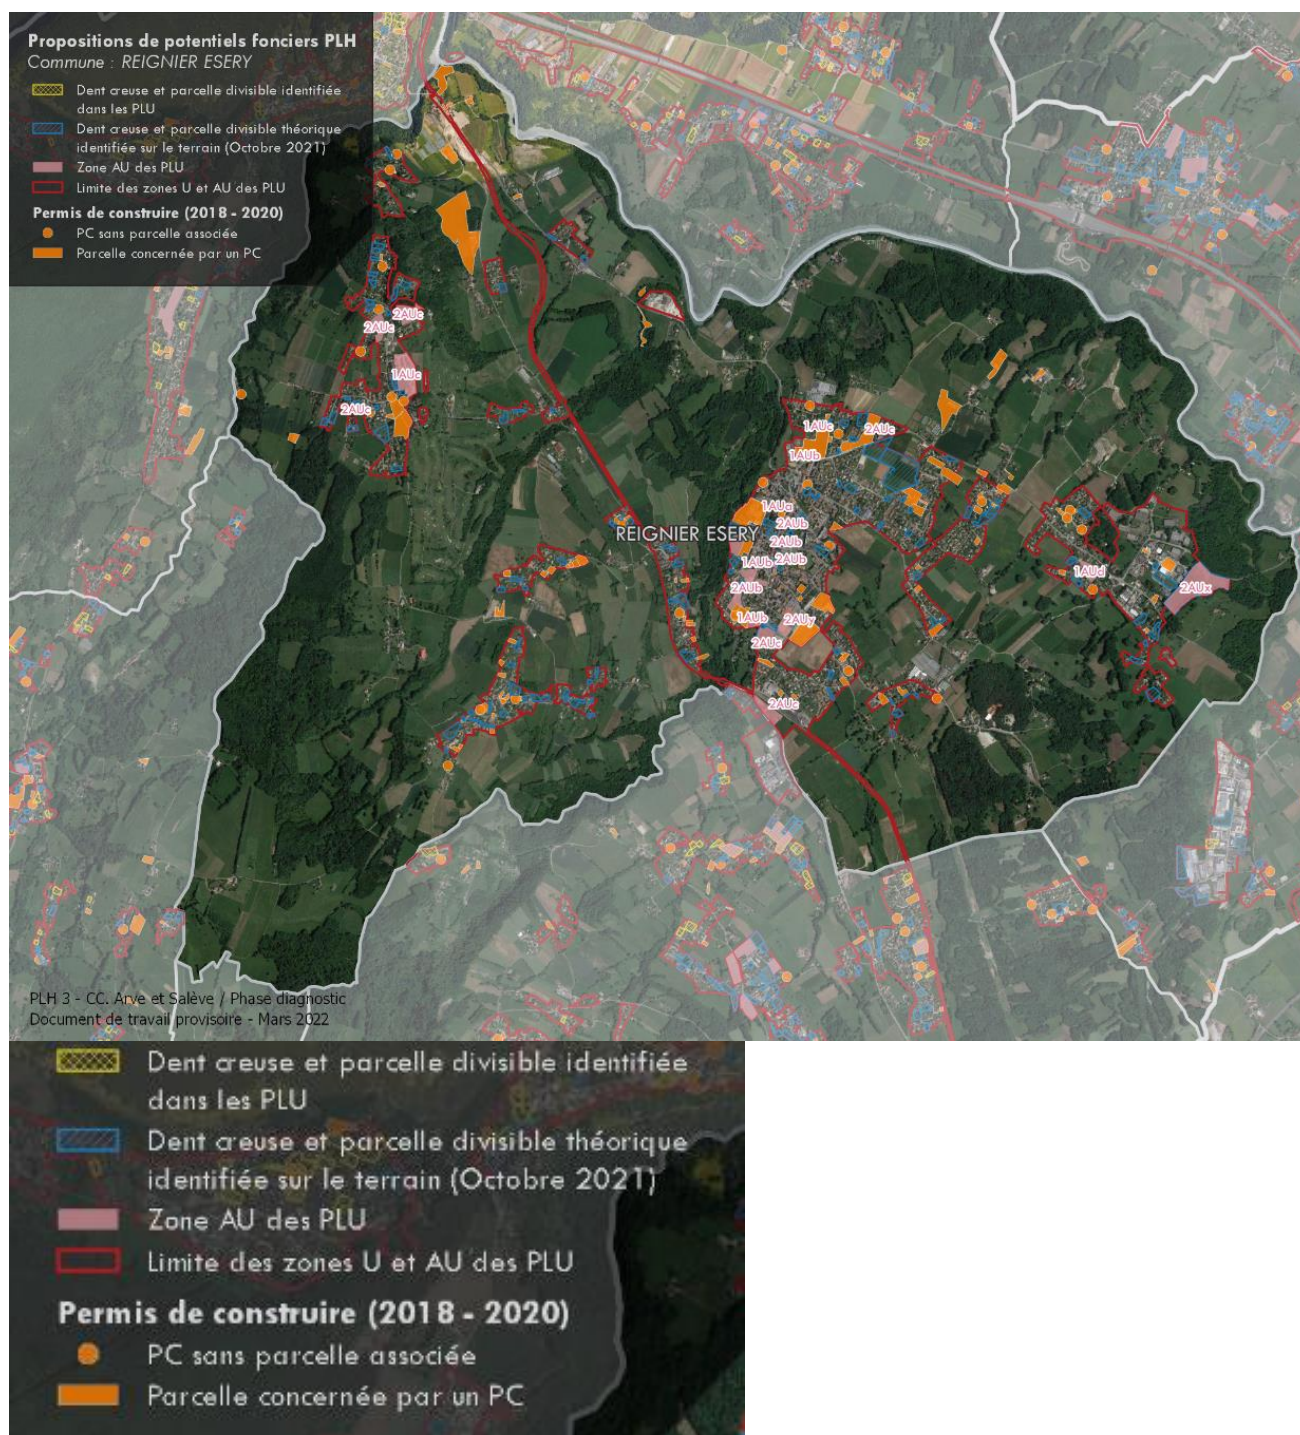 Propositions de potentiels fonciers PLH
Commune : REIGNIER ESERY
Dent creuse et parcelle divisible identifiée
dans les PLU
Dent creuse et parcelle divisible théorique
identifiée sur le terrain (Octobre 2021)
Zone AU des PLU
Limite des zones U et AU des PLU
Permis de construire (2018 - 2020)
PC sans parcelle associée
Parcelle concernée par un PC
2AUc
2AUc
1AUc
2AUc
1AUc
2AUc
1AUb
1AUa
2AUb
REIGNIER ESERY
2AUb
2AUb
1AUb
1AUd
2AUb
2AUx
1AUb
2AUy
2AUc
2AUc
PLH 3 - CC. Arve et Salève / Phase diagnostic
Document de travail provisoire - Mars 2022
Dent creuse et parcelle divisible identifiée
dans les PLU
Dent creuse et parcelle divisible théorique
identifiée sur le terrain (Octobre 2021)
Zone AU des PLU
Limite des zones U et AU des PLU
Permis de construire (2018 - 2020)
PC sans parcelle associée
Parcelle concernée par un PC